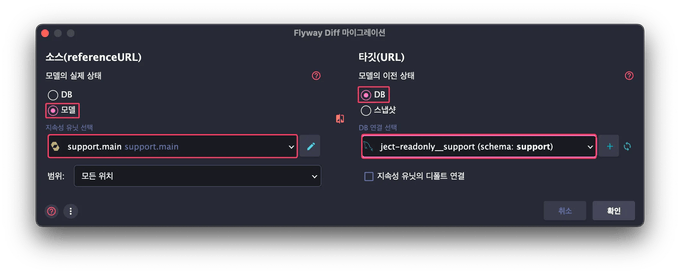 Flyway Diff 마이그레이션
소스(referenceURL)
모델의 실제 상태
DB
모델
지속성 유닛 선택
support.main support.main
범위: 모든 위치
타깃(URL)
모델의 이전 상태
DB
스냅샷
DB 연결 선택
ject-readonly__support (schema: support)
지속성 유닛의 디폴트 연결
취소
확인